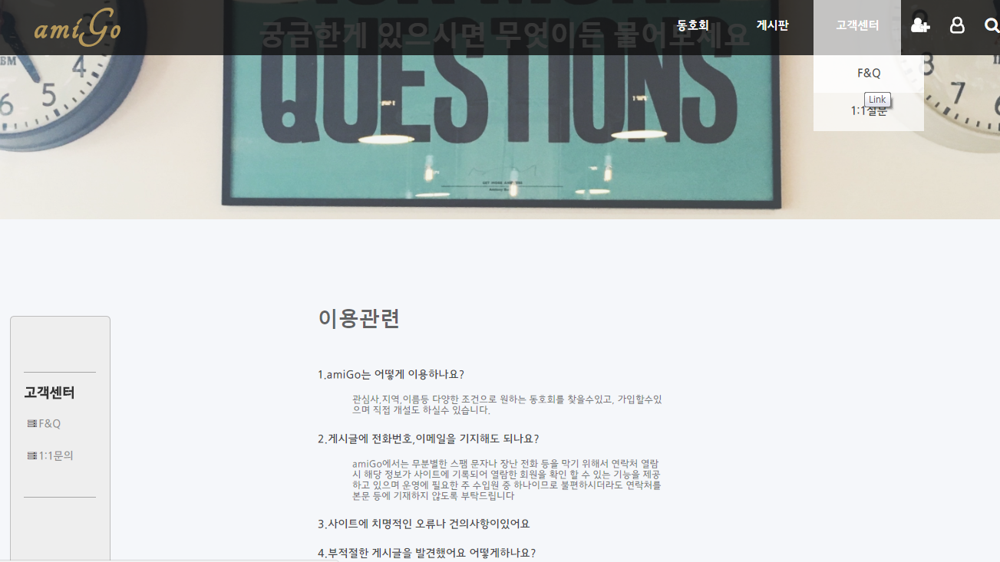 amiGo
동호회
게시판
고객센터
궁금한게 있으시면 무엇이든 물어보세요
F&Q
Link
1:1질문
QUESTIONS
4
5
6
8
7
이용관련
1.amiGo는 어떻게 이용하나요?
관심사,지역,이름등 다양한 조건으로 원하는 동호회를 찾을수있고, 가입할수있
으며 직접 개설도 하실수 있습니다.
2.게시글에 전화번호,이메일을 기지해도 되나요?
amiGo에서는 무분별한 스팸 문자나 장난 전화 등을 막기 위해서 연락처 열람
시 해당 정보가 사이트에 기록되어 열람한 회원을 확인 할 수 있는 기능을 제공
하고 있으며 운영에 필요한 주 수입원 중 하나이므로 불편하시더라도 연락처를
본문 등에 기재하지 않도록 부탁드립니다
3.사이트에 치명적인 오류나 건의사항이있어요
4.부적절한 게시글을 발견했어요 어떻게하나요?
고객센터
F&Q
1:1문의